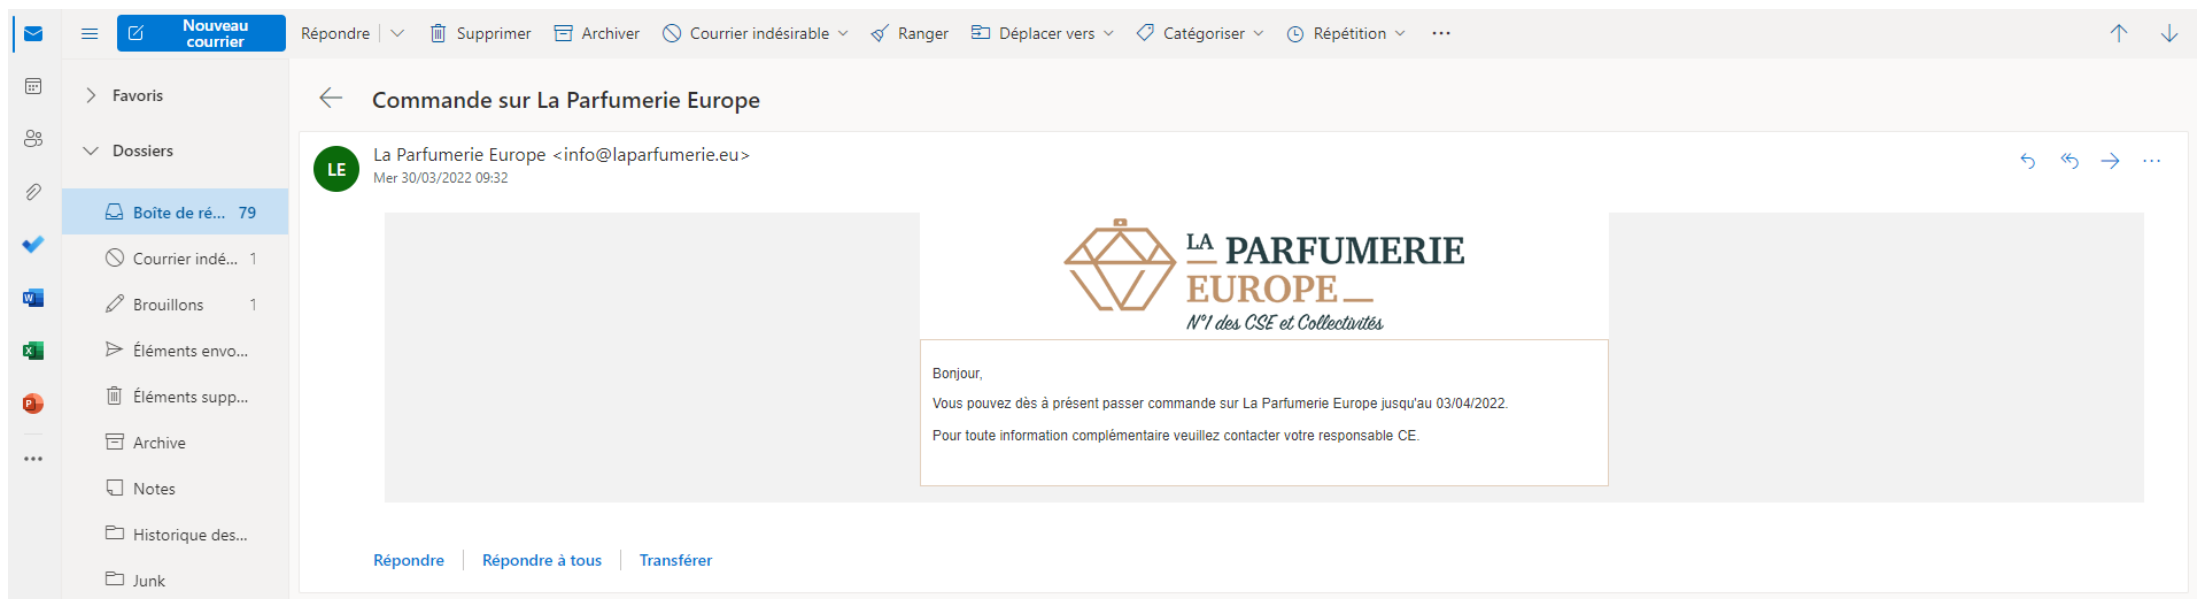 Nouveau
courrier
Répondre
Supprimer
Archiver
Courrier indésirable
Ranger
Déplacer vers
Catégoriser
Répétition
Favoris
Dossiers
Boîte de ré... 79
Courrier indé... 1
Brouillons 1
Éléments envo...
Éléments supp...
Archive
Notes
Historique des...
Junk
Commande sur La Parfumerie Europe
LE
La Parfumerie Europe <info@laparfumerie.eu>
Mer 30/03/2022 09:32
LA PARFUMERIE
EUROPE
N°1 des CSE et Collectivités
Bonjour,
Vous pouvez dès à présent passer commande sur La Parfumerie Europe jusqu'au 03/04/2022.
Pour toute information complémentaire veuillez contacter votre responsable CE.
Répondre
Répondre à tous
Transférer